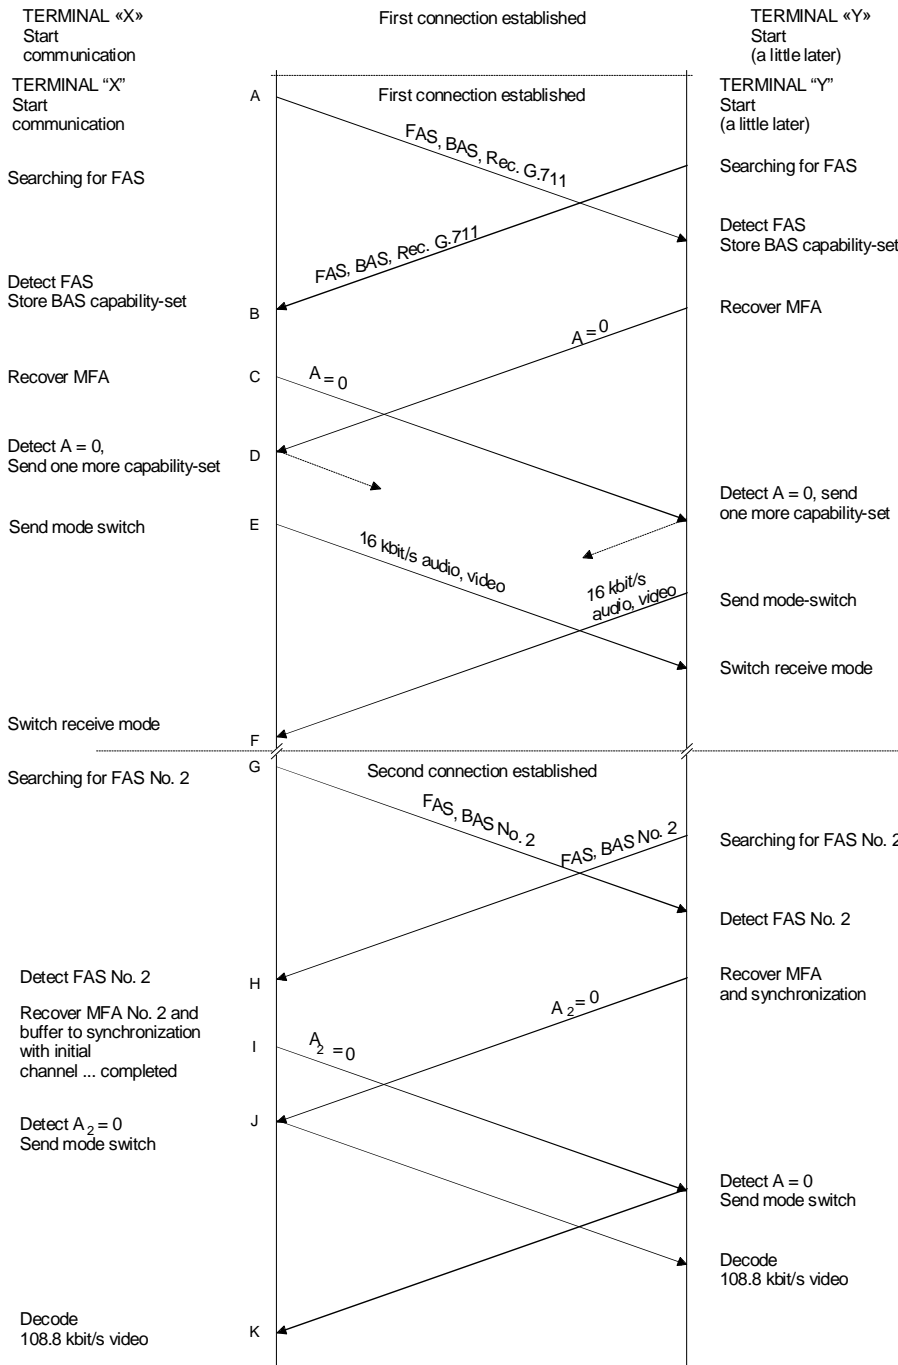 TERMINAL «X»
Start
communication
First connection established
TERMINAL «Y»
Start
(a little later)
TERMINAL “X”
Start
communication
A
First connection established
TERMINAL “Y”
Start
(a little later)
FAS, BAS, Rec. G.711
Searching for FAS
Searching for FAS
FAS, BAS, Rec. G.711
Detect FAS
Store BAS capability-set
Detect FAS
Store BAS capability-set
B
Recover MFA
A = 0
Recover MFA
C
A = 0
Detect A = 0,
Send one more capability-set
D
Detect A = 0, send
one more capability-set
Send mode switch
E
16 kbit/s audio, video
16 kbit/s
audio, video
Send mode-switch
Switch receive mode
Switch receive mode
F
G
Second connection established
Searching for FAS No. 2
FAS, BAS No. 2
FAS, BAS No. 2
Searching for FAS No. 2
Detect FAS No. 2
Detect FAS No. 2
H
Recover MFA
and synchronization
A2 = 0
Recover MFA No. 2 and
buffer to synchronization
with initial
channel ... completed
I
A2 = 0
Detect A2 = 0
Send mode switch
J
Detect A = 0
Send mode switch
Decode
108.8 kbit/s video
Decode
108.8 kbit/s video
K